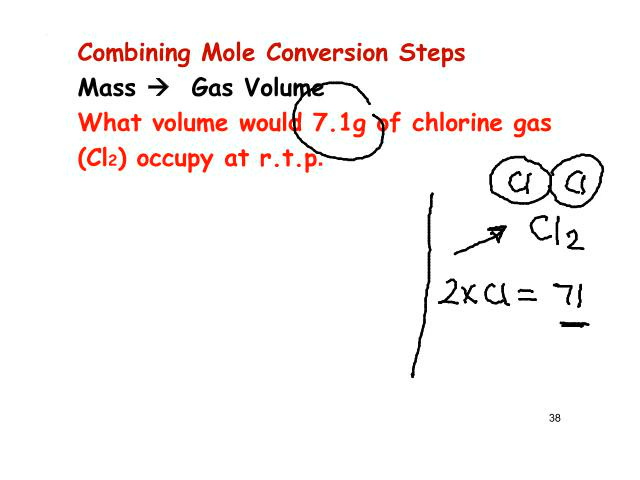 Combining Mole Conversion Steps
Mass → Gas Volume
What volume would 7.1g of chlorine gas
(Cl2) occupy at r.t.p.
Cl Cl
Cl2
2xCl = 71
38